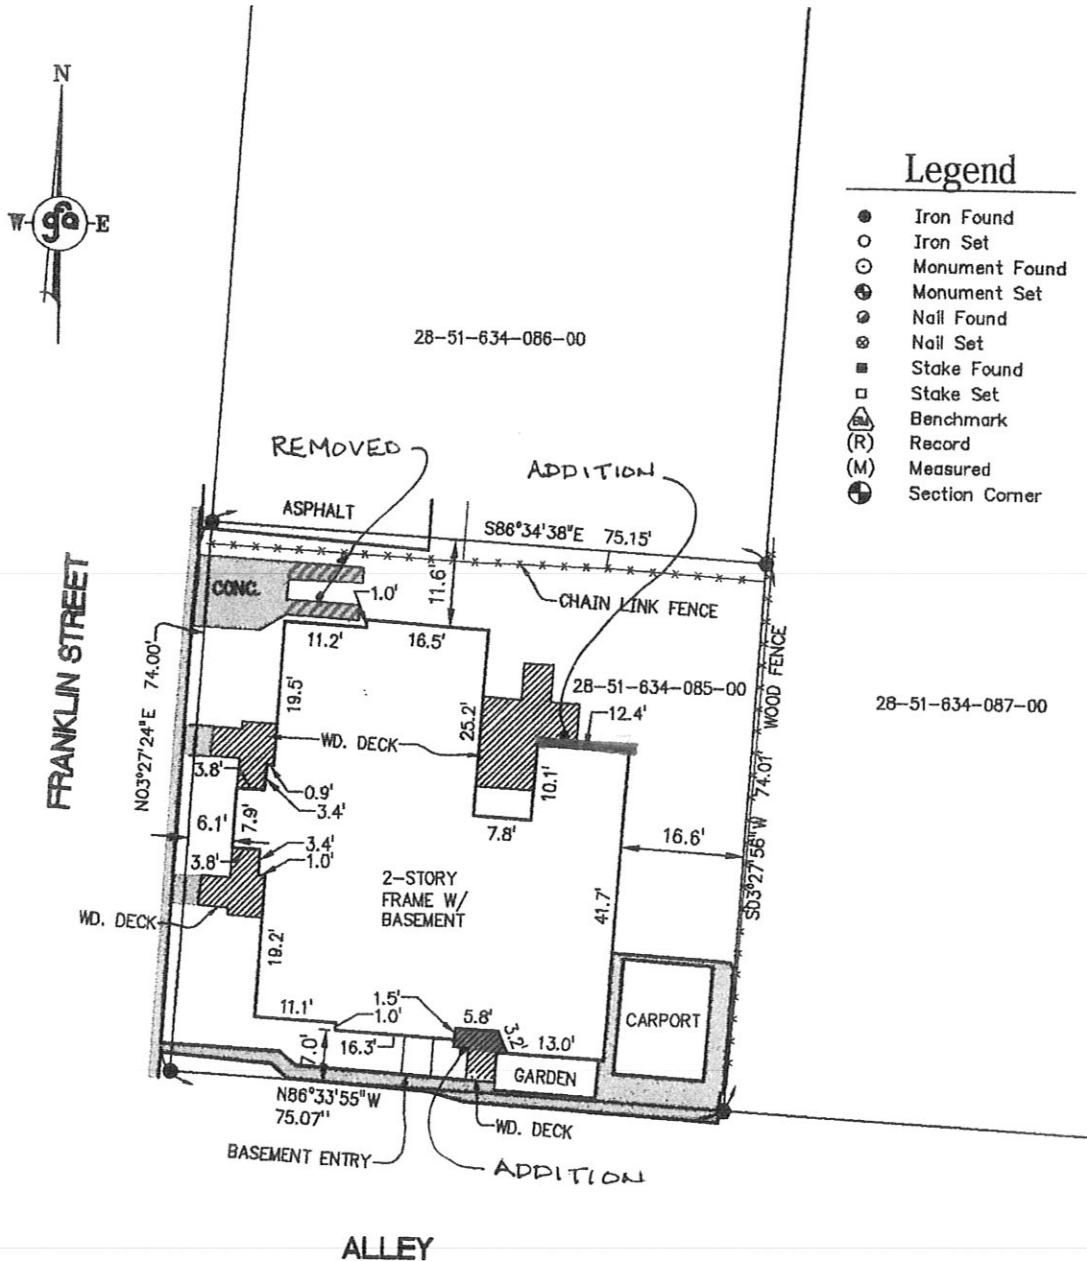 N
W
gfa
E
Legend
Iron Found
Iron Set
Monument Found
Monument Set
Nail Found
Nail Set
Stake Found
Stake Set
BM Benchmark
(R) Record
(M) Measured
Section Corner
28-51-634-086-00
REMOVED
ADDITION
ASPHALT
S86°34'38"E 75.15'
CONC.
1.0'
11.6'
CHAIN LINK FENCE
FRANKLIN STREET
N03°27'24"E 74.00'
11.2'
16.5'
19.5'
25.2'
WD. DECK
28-51-634-085-00
12.4'
WOOD FENCE
28-51-634-087-00
3.8'
0.9'
3.4'
10.1'
7.8'
6.1'
7.9'
3.4'
3.8'
1.0'
16.6'
S03°27'56"W 74.01'
2-STORY
FRAME W/
BASEMENT
41.7'
WD. DECK
19.2'
11.1'
1.5'
1.0'
5.8'
3.2'
13.0'
CARPORT
7.0'
16.3'
GARDEN
N86°33'55"W
75.07"
WD. DECK
BASEMENT ENTRY
ADDITION
ALLEY